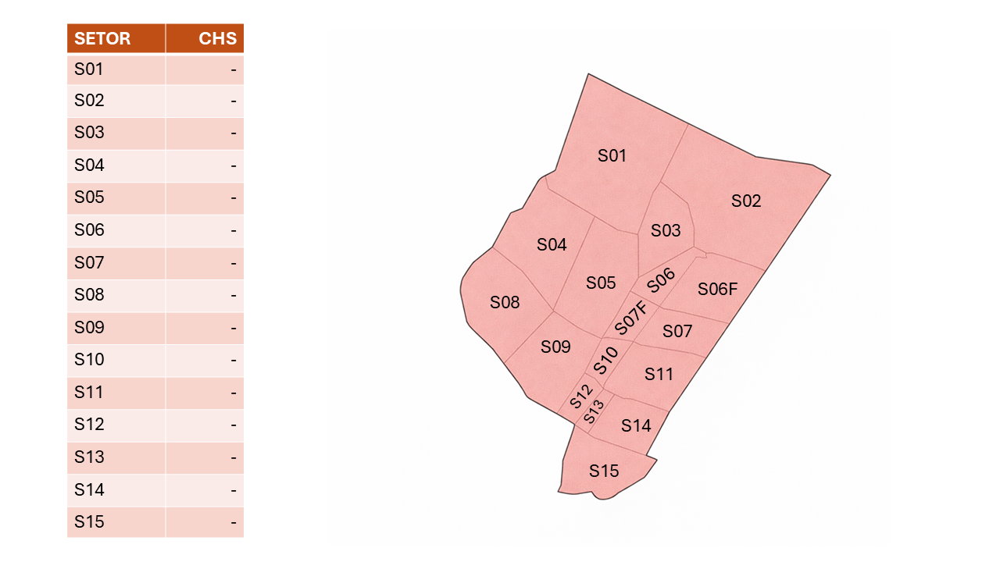 SETOR CHS
S01 -
S02 -
S03 -
S04 -
S05 -
S06 -
S07 -
S08 -
S09 -
S10 -
S11 -
S12 -
S13 -
S14 -
S15 -
S01
S02
S03
S04
S05
S06
S06F
S08
S07F
S07
S09
S10
S11
S12
S13
S14
S15